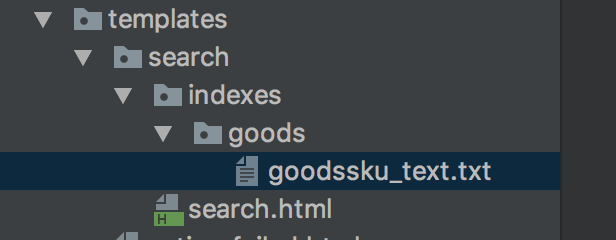 templates
search
indexes
goods
goodssku_text.txt
H search.html